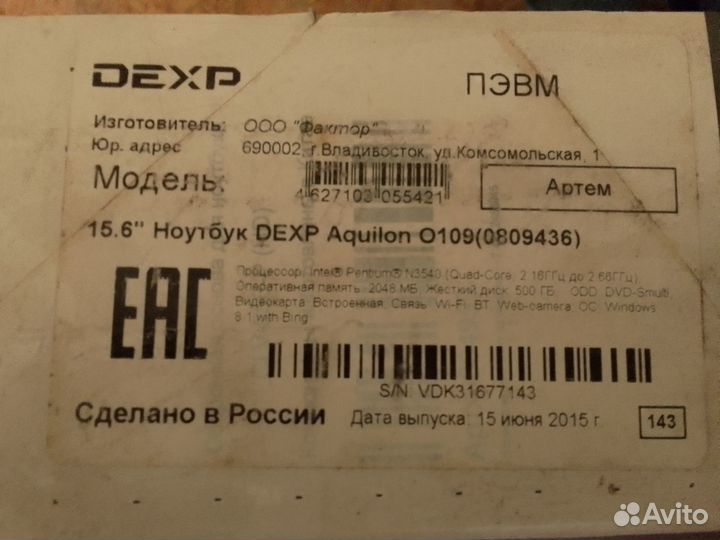 DEXP
ПЭВМ
Изготовитель: ООО "Фактор"
Юр. адрес 690002, г.Владивосток, ул.Комсомольская, 1
Модель:
4 627103 055421
Артем
15.6" Ноутбук DEXP Aquilon O109(0809436)
Процессор: Intel® Pentium® N3540 (Quad-Core, 2.16ГГц до 2.66ГГц)
Оперативная память: 2048 МБ Жесткий диск: 500 ГБ ODD: DVD-Smulti,
Видеокарта: Встроенная, Связь: Wi-Fi, BT, Web-camera, ОС: Windows
8.1 with Bing
EAC
S/N: VDK31677143
Сделано в России
Дата выпуска: 15 июня 2015 г.
143
Avito